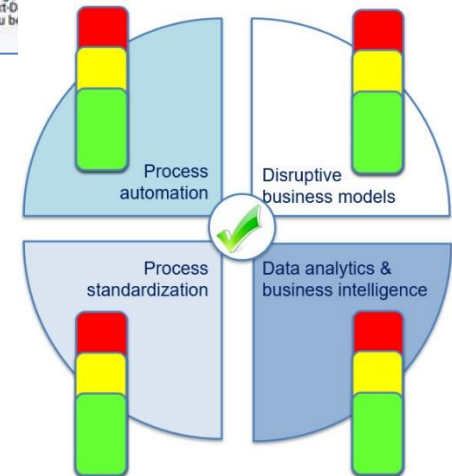 Process
automation
Disruptive
business models
Process
standardization
Data analytics &
business intelligence